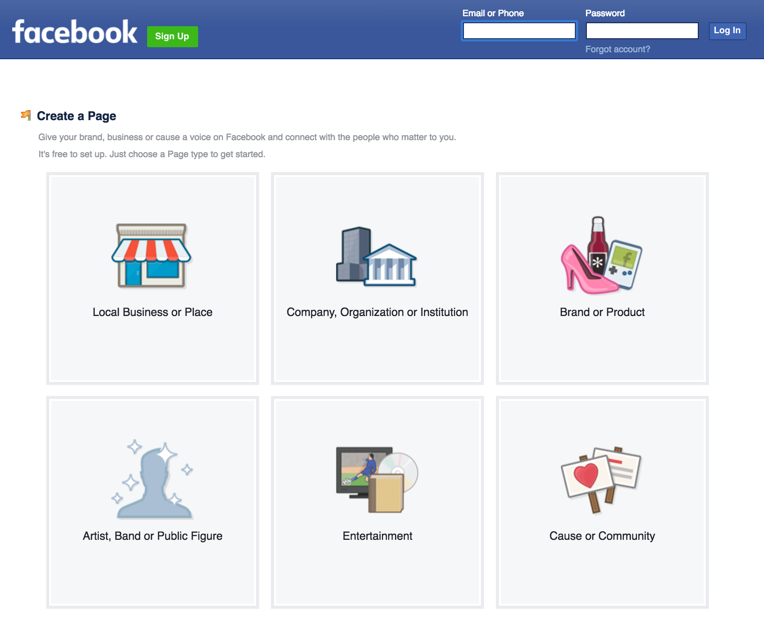 facebook
Sign Up
Email or Phone
Password
Log In
Forgot account?
Create a Page
Give your brand, business or cause a voice on Facebook and connect with the people who matter to you.
It's free to set up. Just choose a Page type to get started.
Local Business or Place
Company, Organization or Institution
Brand or Product
Artist, Band or Public Figure
Entertainment
Cause or Community